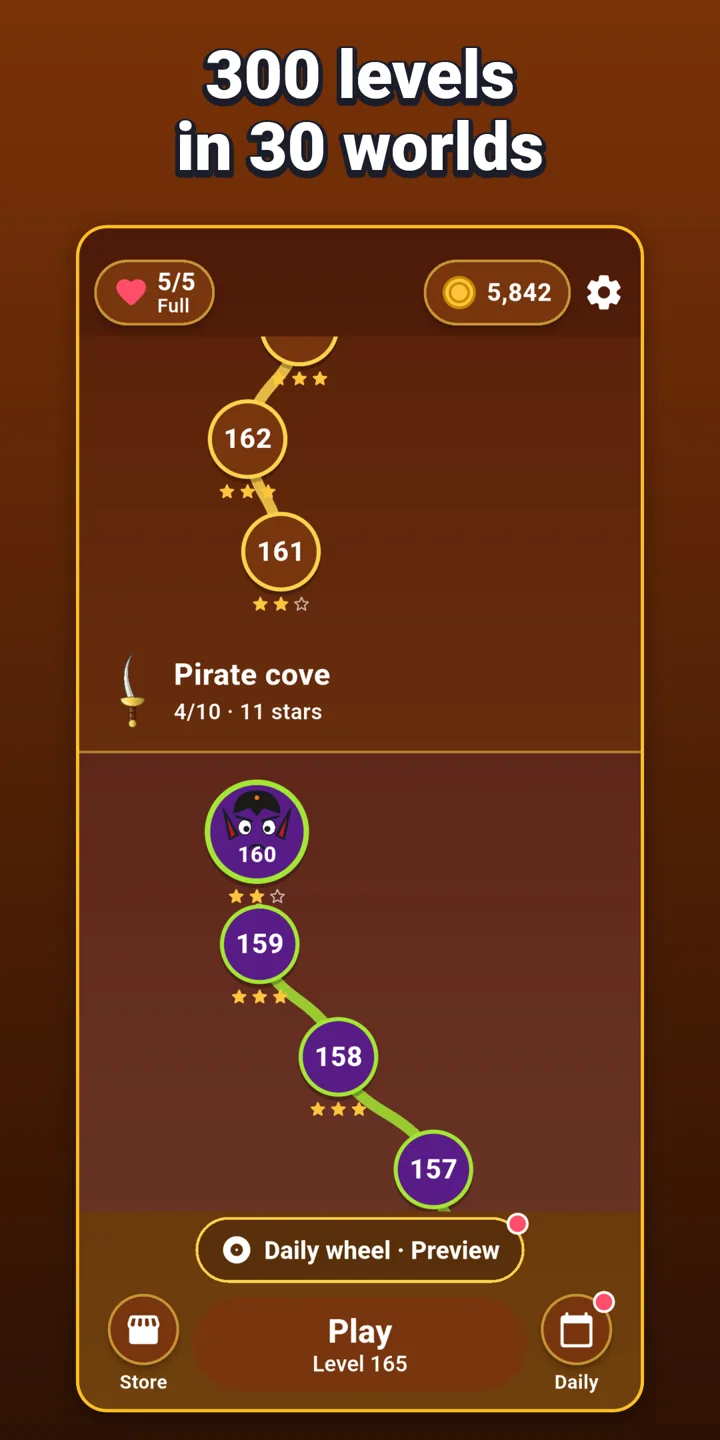 300 levels
in 30 worlds
5/5
Full
5,842
162
161
Pirate cove
4/10 · 11 stars
160
159
158
157
Daily wheel · Preview
Play
Level 165
Store
Daily